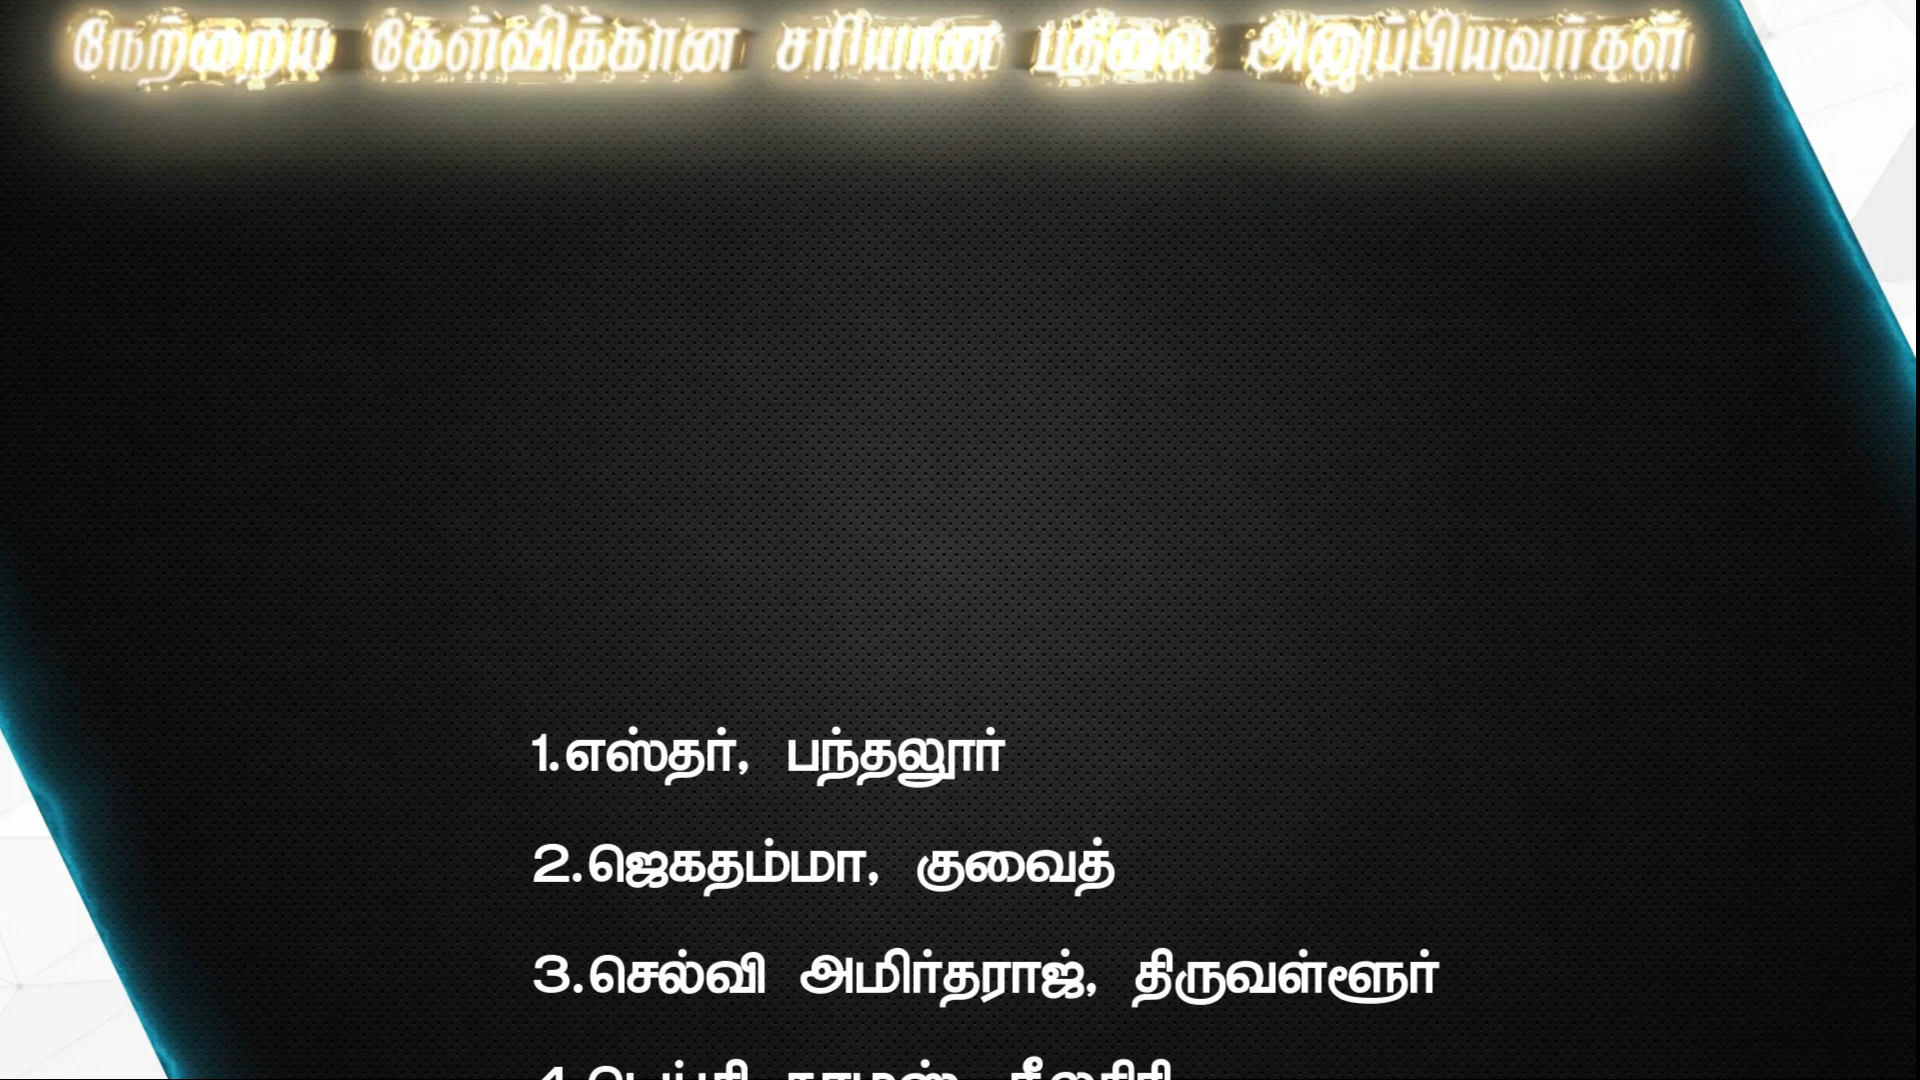 நேற்றைய கேள்விக்கான சரியான பதிலை அனுப்பியவர்கள்
1.எஸ்தர், பந்தலூர்
2.ஜெகதம்மா, குவைத்
3.செல்வி அமிர்தராஜ், திருவள்ளூர்